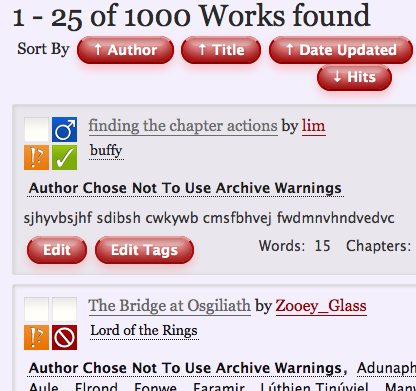 1 - 25 of 1000 Works found
Sort By ↑ Author ↑ Title ↑ Date Updated
↓ Hits
finding the chapter actions by lim
buffy
Author Chose Not To Use Archive Warnings
sjhyvbsjhf sdibsh cwkywb cmsfbhvej fwdmnvhndvedvc
Edit Edit Tags Words: 15 Chapters:
The Bridge at Osgiliath by Zooey_Glass
Lord of the Rings
Author Chose Not To Use Archive Warnings, Adunaph
Aule Elrond Eonwe Faramir Lúthien Tinúviel